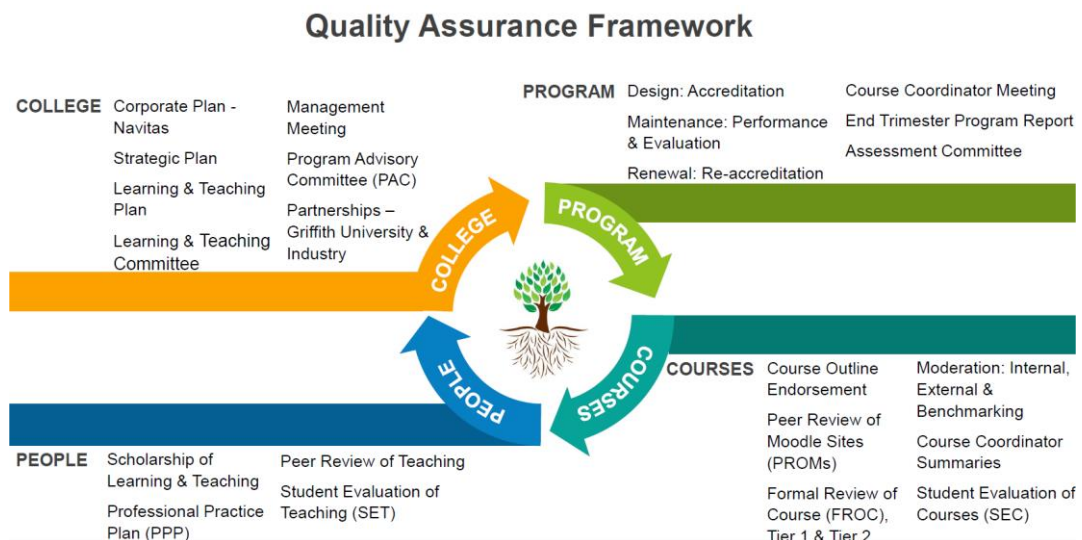 Quality Assurance Framework
COLLEGE
Corporate Plan -
Navitas
Strategic Plan
Learning & Teaching
Plan
Learning & Teaching
Committee
Management
Meeting
Program Advisory
Committee (PAC)
Partnerships –
Griffith University &
Industry
PROGRAM
Design: Accreditation
Maintenance: Performance
& Evaluation
Renewal: Re-accreditation
Course Coordinator Meeting
End Trimester Program Report
Assessment Committee
COLLEGE
PROGRAM
PEOPLE
COURSES
COURSES
Course Outline
Endorsement
Peer Review of
Moodle Sites
(PROMs)
Formal Review of
Course (FROC),
Tier 1 & Tier 2
Moderation: Internal,
External &
Benchmarking
Course Coordinator
Summaries
Student Evaluation of
Courses (SEC)
PEOPLE
Scholarship of
Learning & Teaching
Professional Practice
Plan (PPP)
Peer Review of Teaching
Student Evaluation of
Teaching (SET)